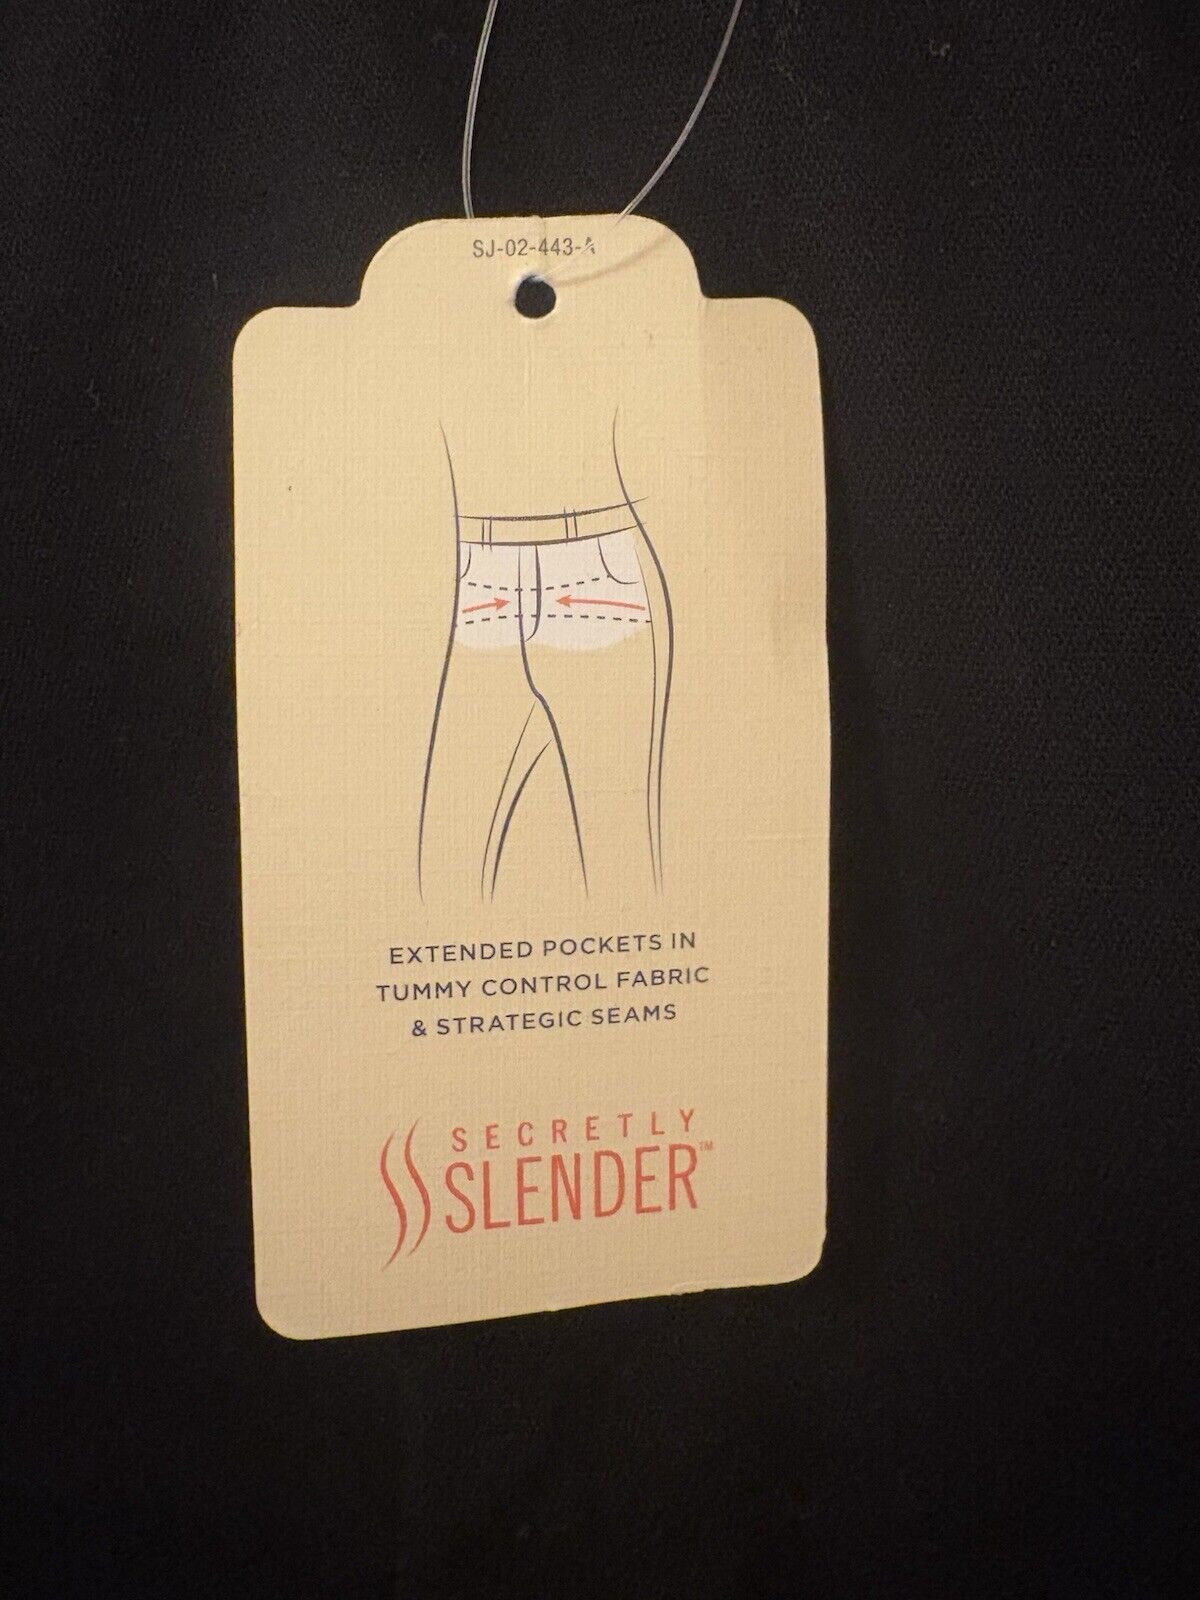 SJ-02-443-A
EXTENDED POCKETS IN
TUMMY CONTROL FABRIC
& STRATEGIC SEAMS
SECRETLY
SLENDER™